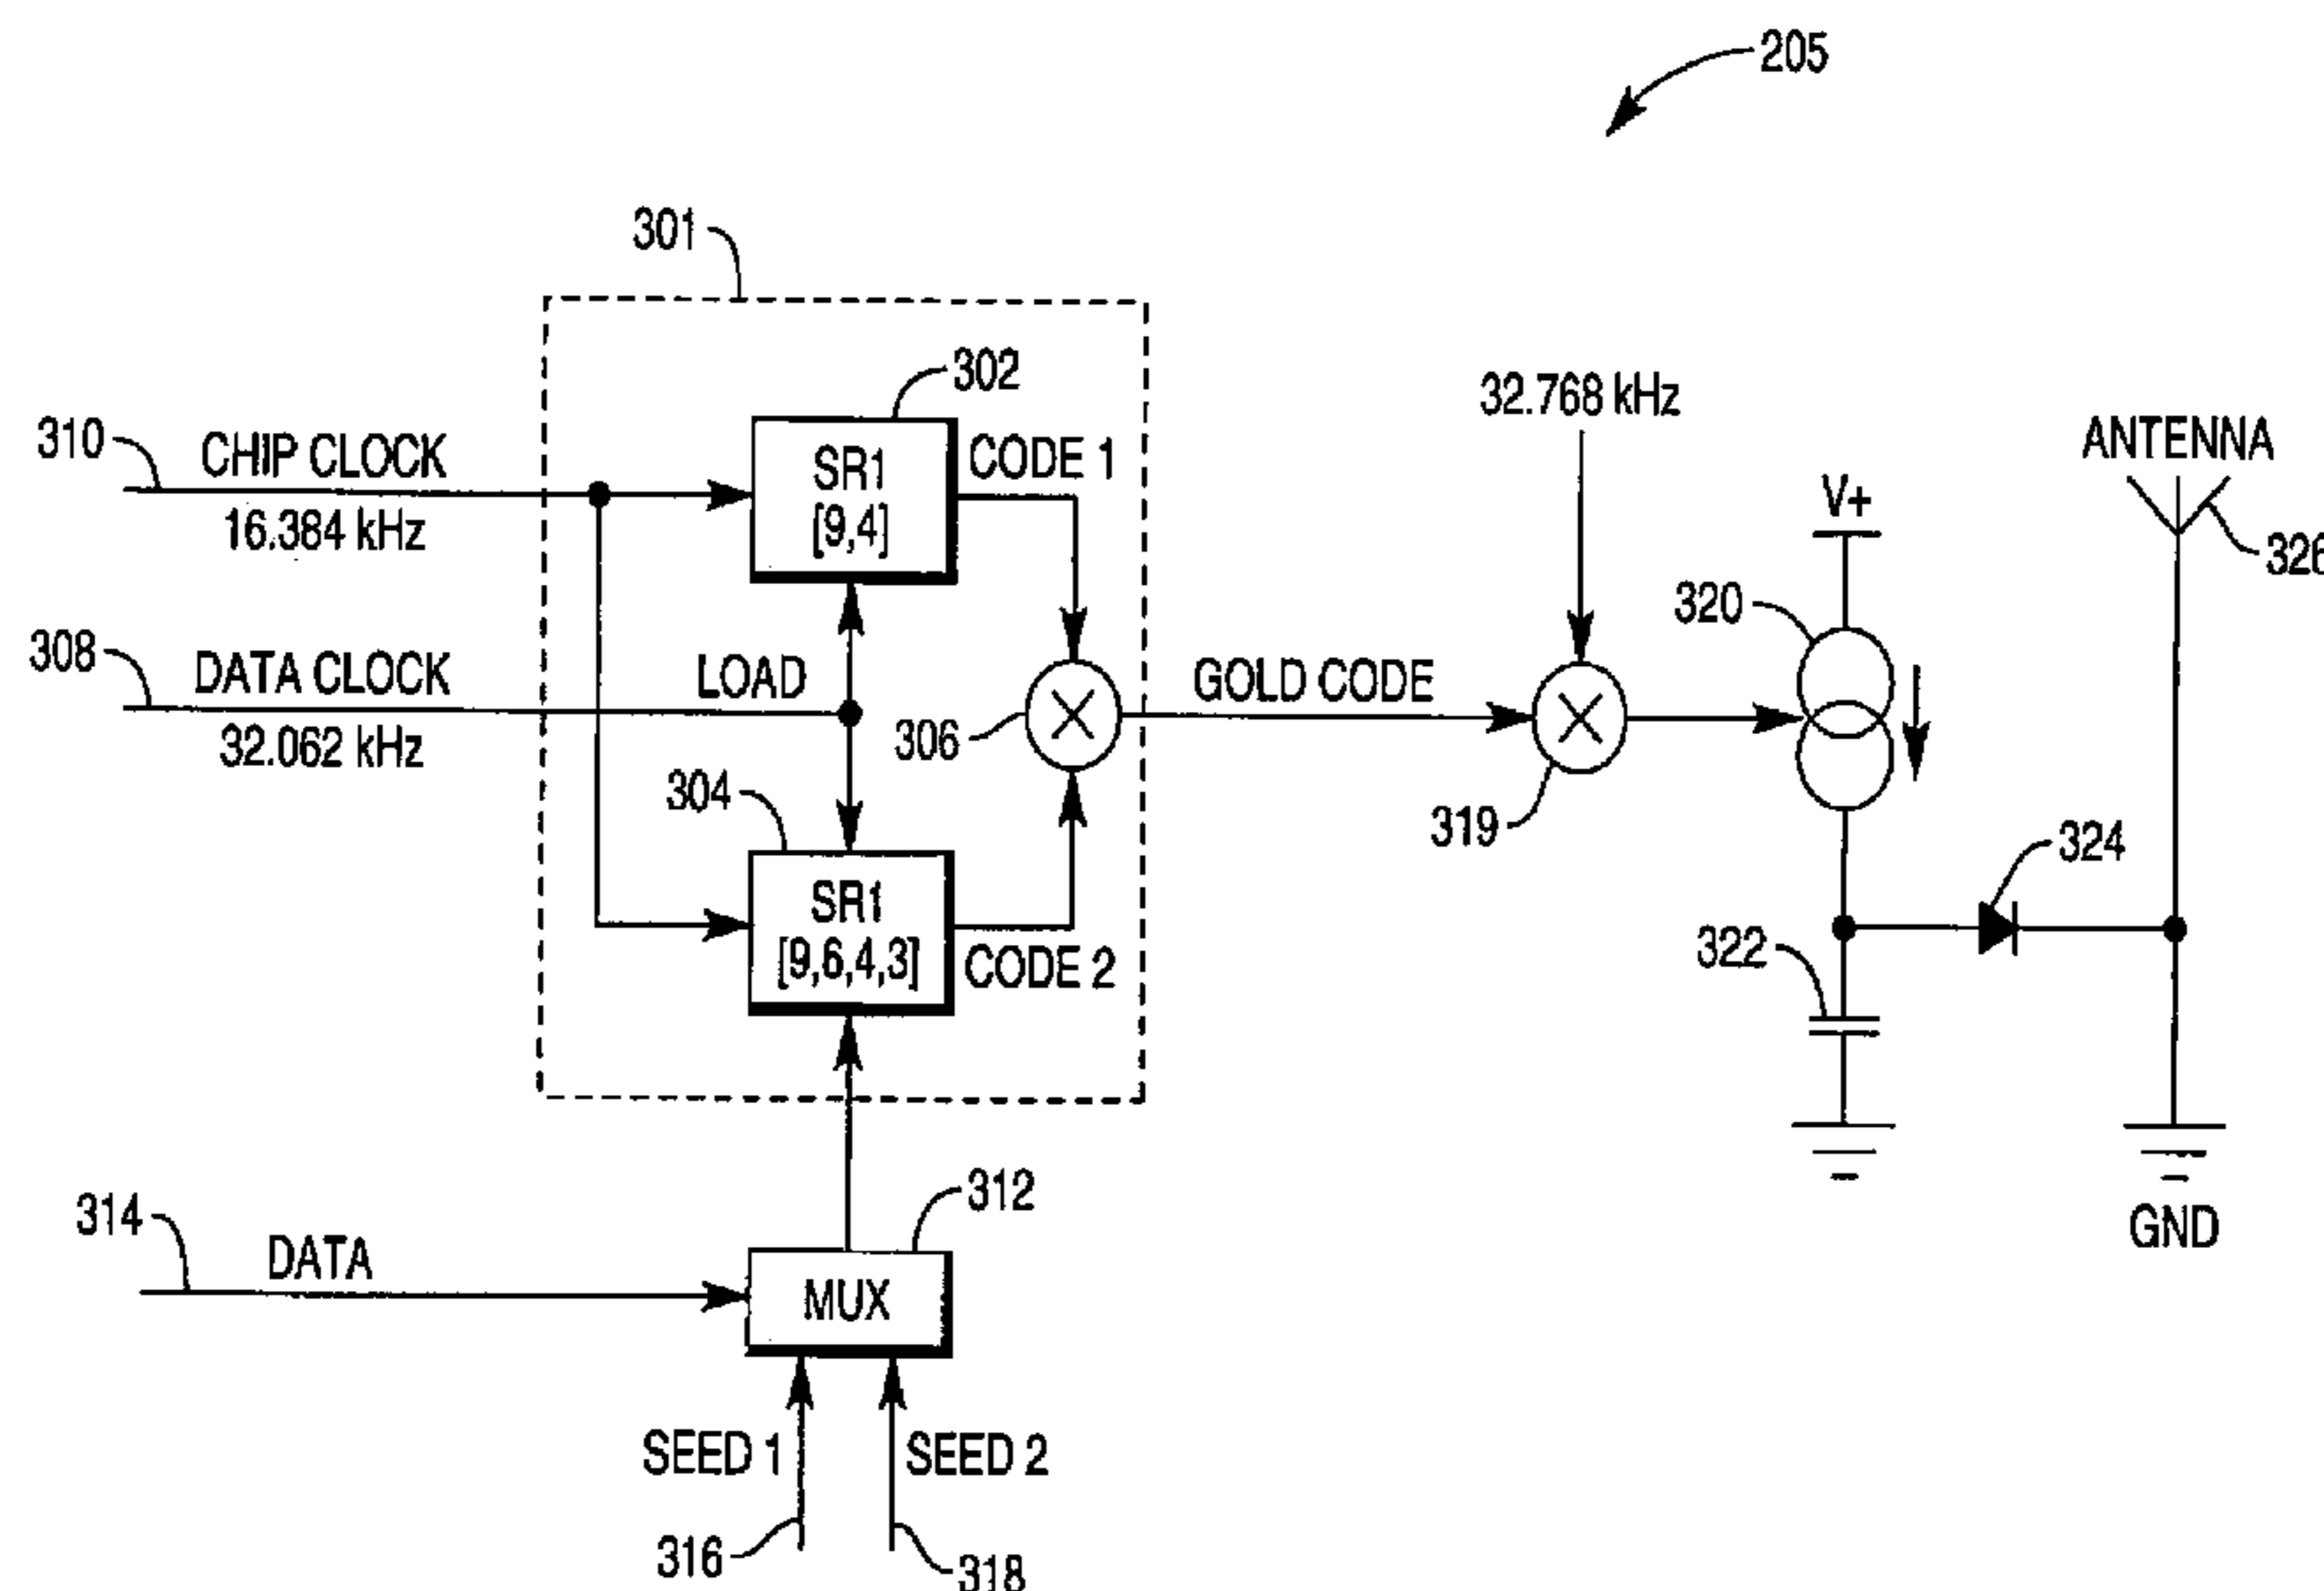 205
301
302
310
CHIP CLOCK
16.384 kHz
SR1
[9,4]
CODE 1
32.768 kHz
ANTENNA
V+
326
320
308
DATA CLOCK
32.062 kHz
LOAD
306
GOLD CODE
319
304
SR1
[9,6,4,3]
CODE 2
324
322
GND
314
DATA
312
MUX
SEED 1
SEED 2
316
318